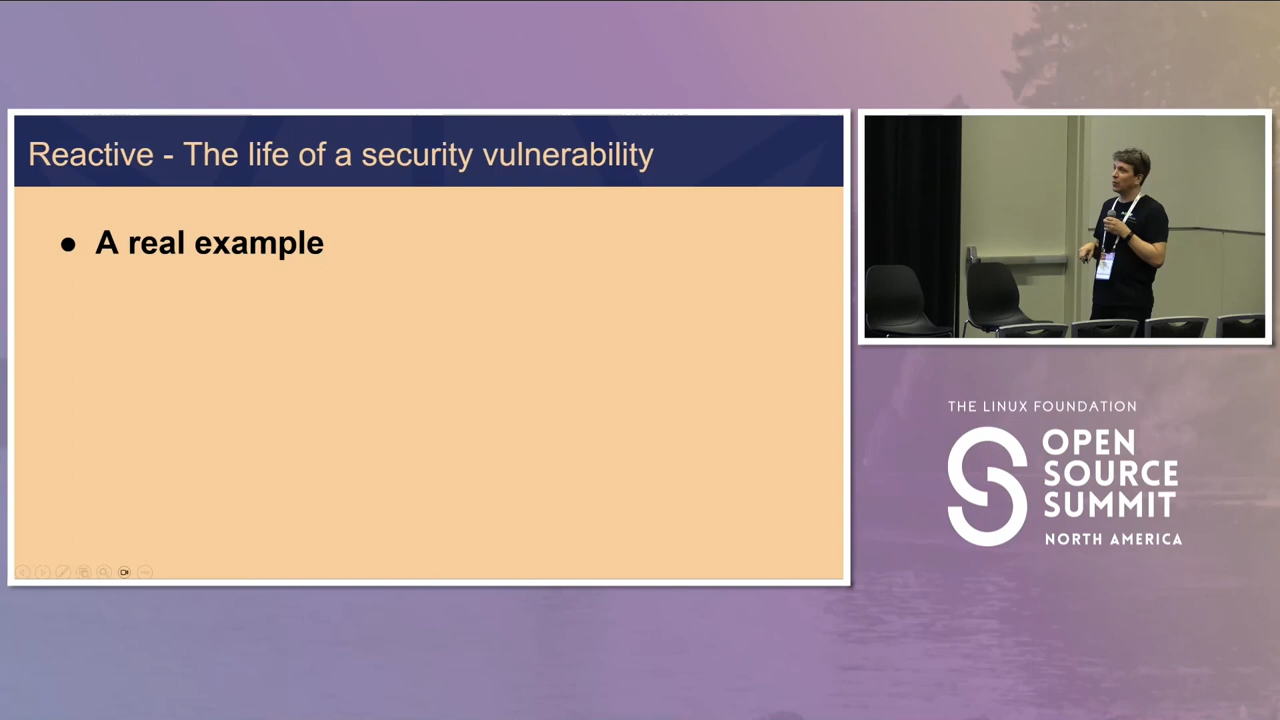 Reactive - The life of a security vulnerability
● A real example
THE LINUX FOUNDATION
OPEN
SOURCE
SUMMIT
NORTH AMERICA